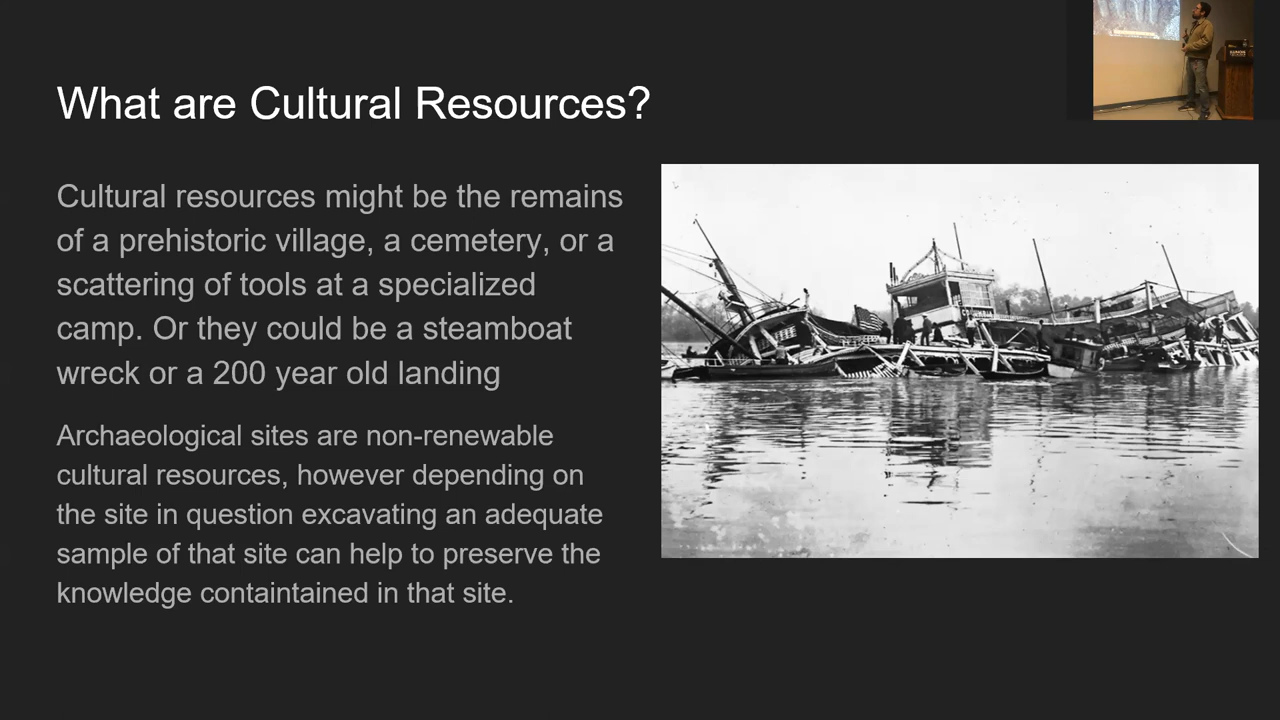 What are Cultural Resources?
Cultural resources might be the remains
of a prehistoric village, a cemetery, or a
scattering of tools at a specialized
camp. Or they could be a steamboat
wreck or a 200 year old landing
Archaeological sites are non-renewable
cultural resources, however depending on
the site in question excavating an adequate
sample of that site can help to preserve the
knowledge containtained in that site.